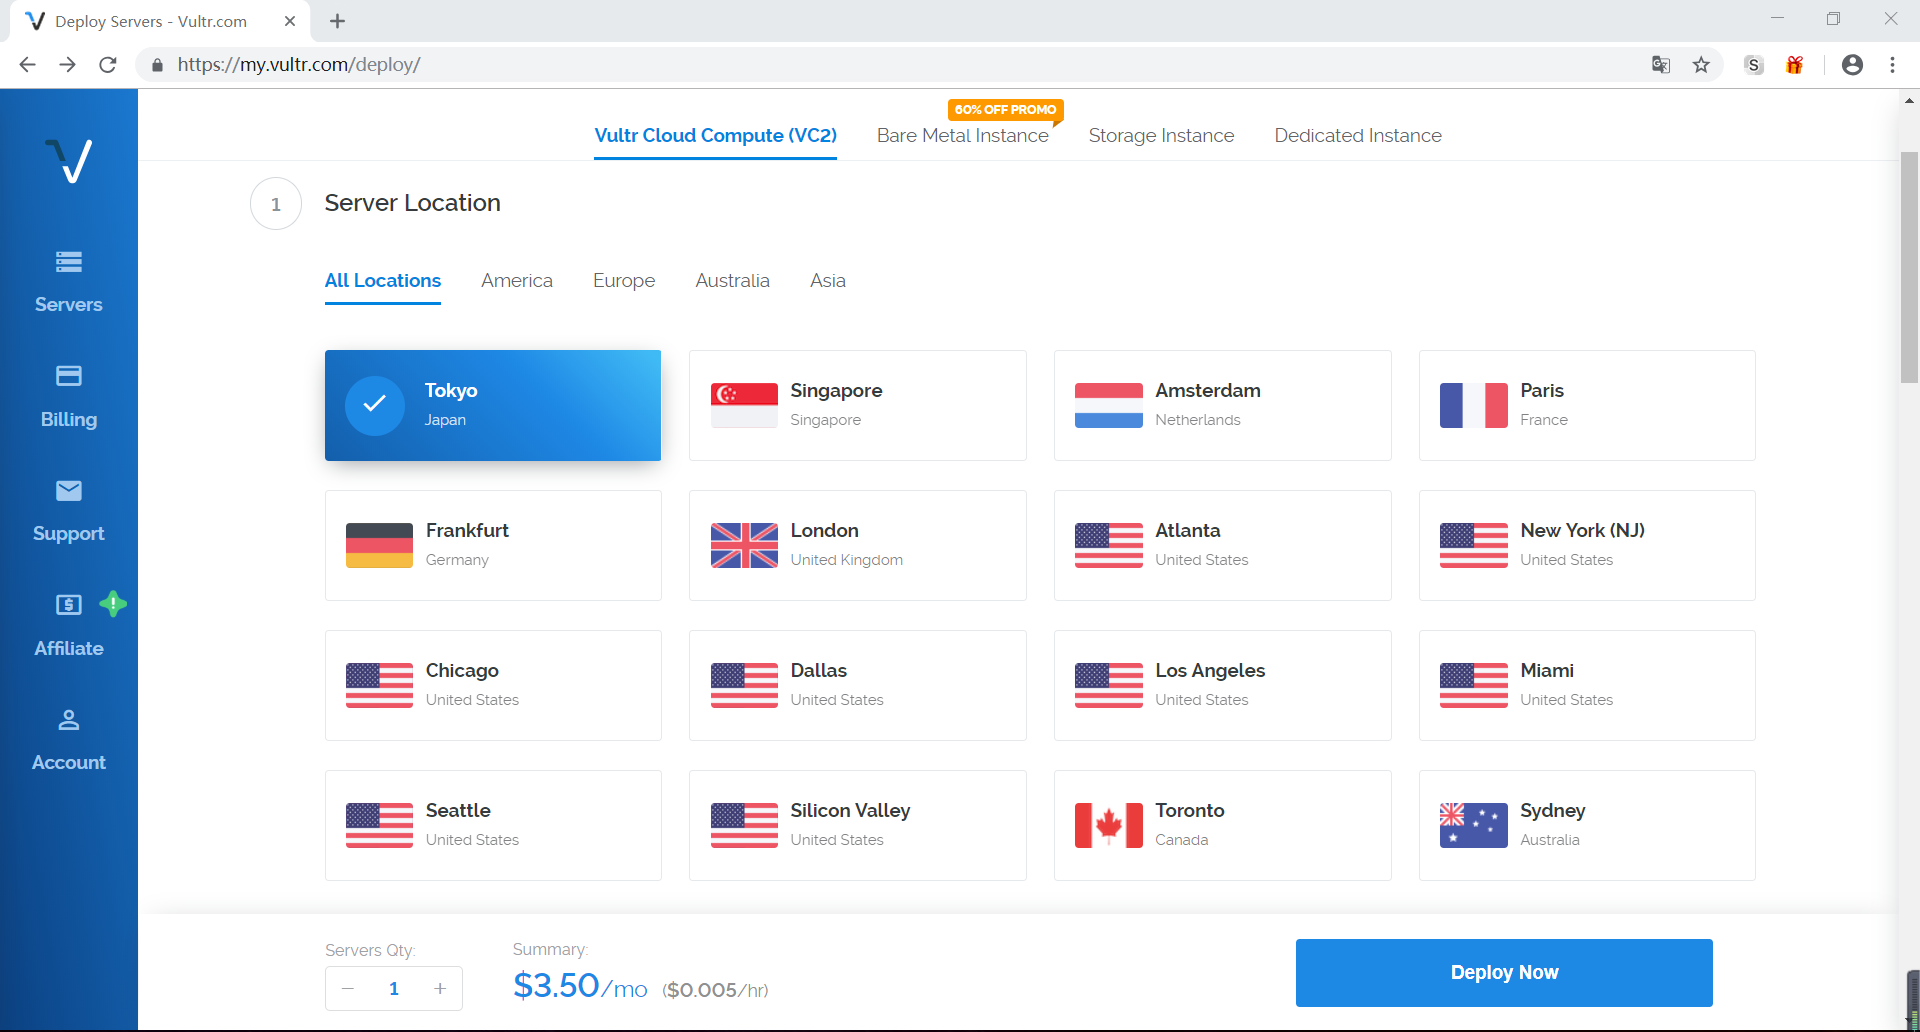 Deploy Servers - Vultr.com
https://my.vultr.com/deploy/
60% OFF PROMO
Vultr Cloud Compute (VC2)
Bare Metal Instance
Storage Instance
Dedicated Instance
Servers
Billing
Support
Affiliate
Account
1
Server Location
All Locations
America
Europe
Australia
Asia
Tokyo
Japan
Singapore
Singapore
Amsterdam
Netherlands
Paris
France
Frankfurt
Germany
London
United Kingdom
Atlanta
United States
New York (NJ)
United States
Chicago
United States
Dallas
United States
Los Angeles
United States
Miami
United States
Seattle
United States
Silicon Valley
United States
Toronto
Canada
Sydney
Australia
Servers Qty:
1
Summary:
$3.50/mo ($0.005/hr)
Deploy Now